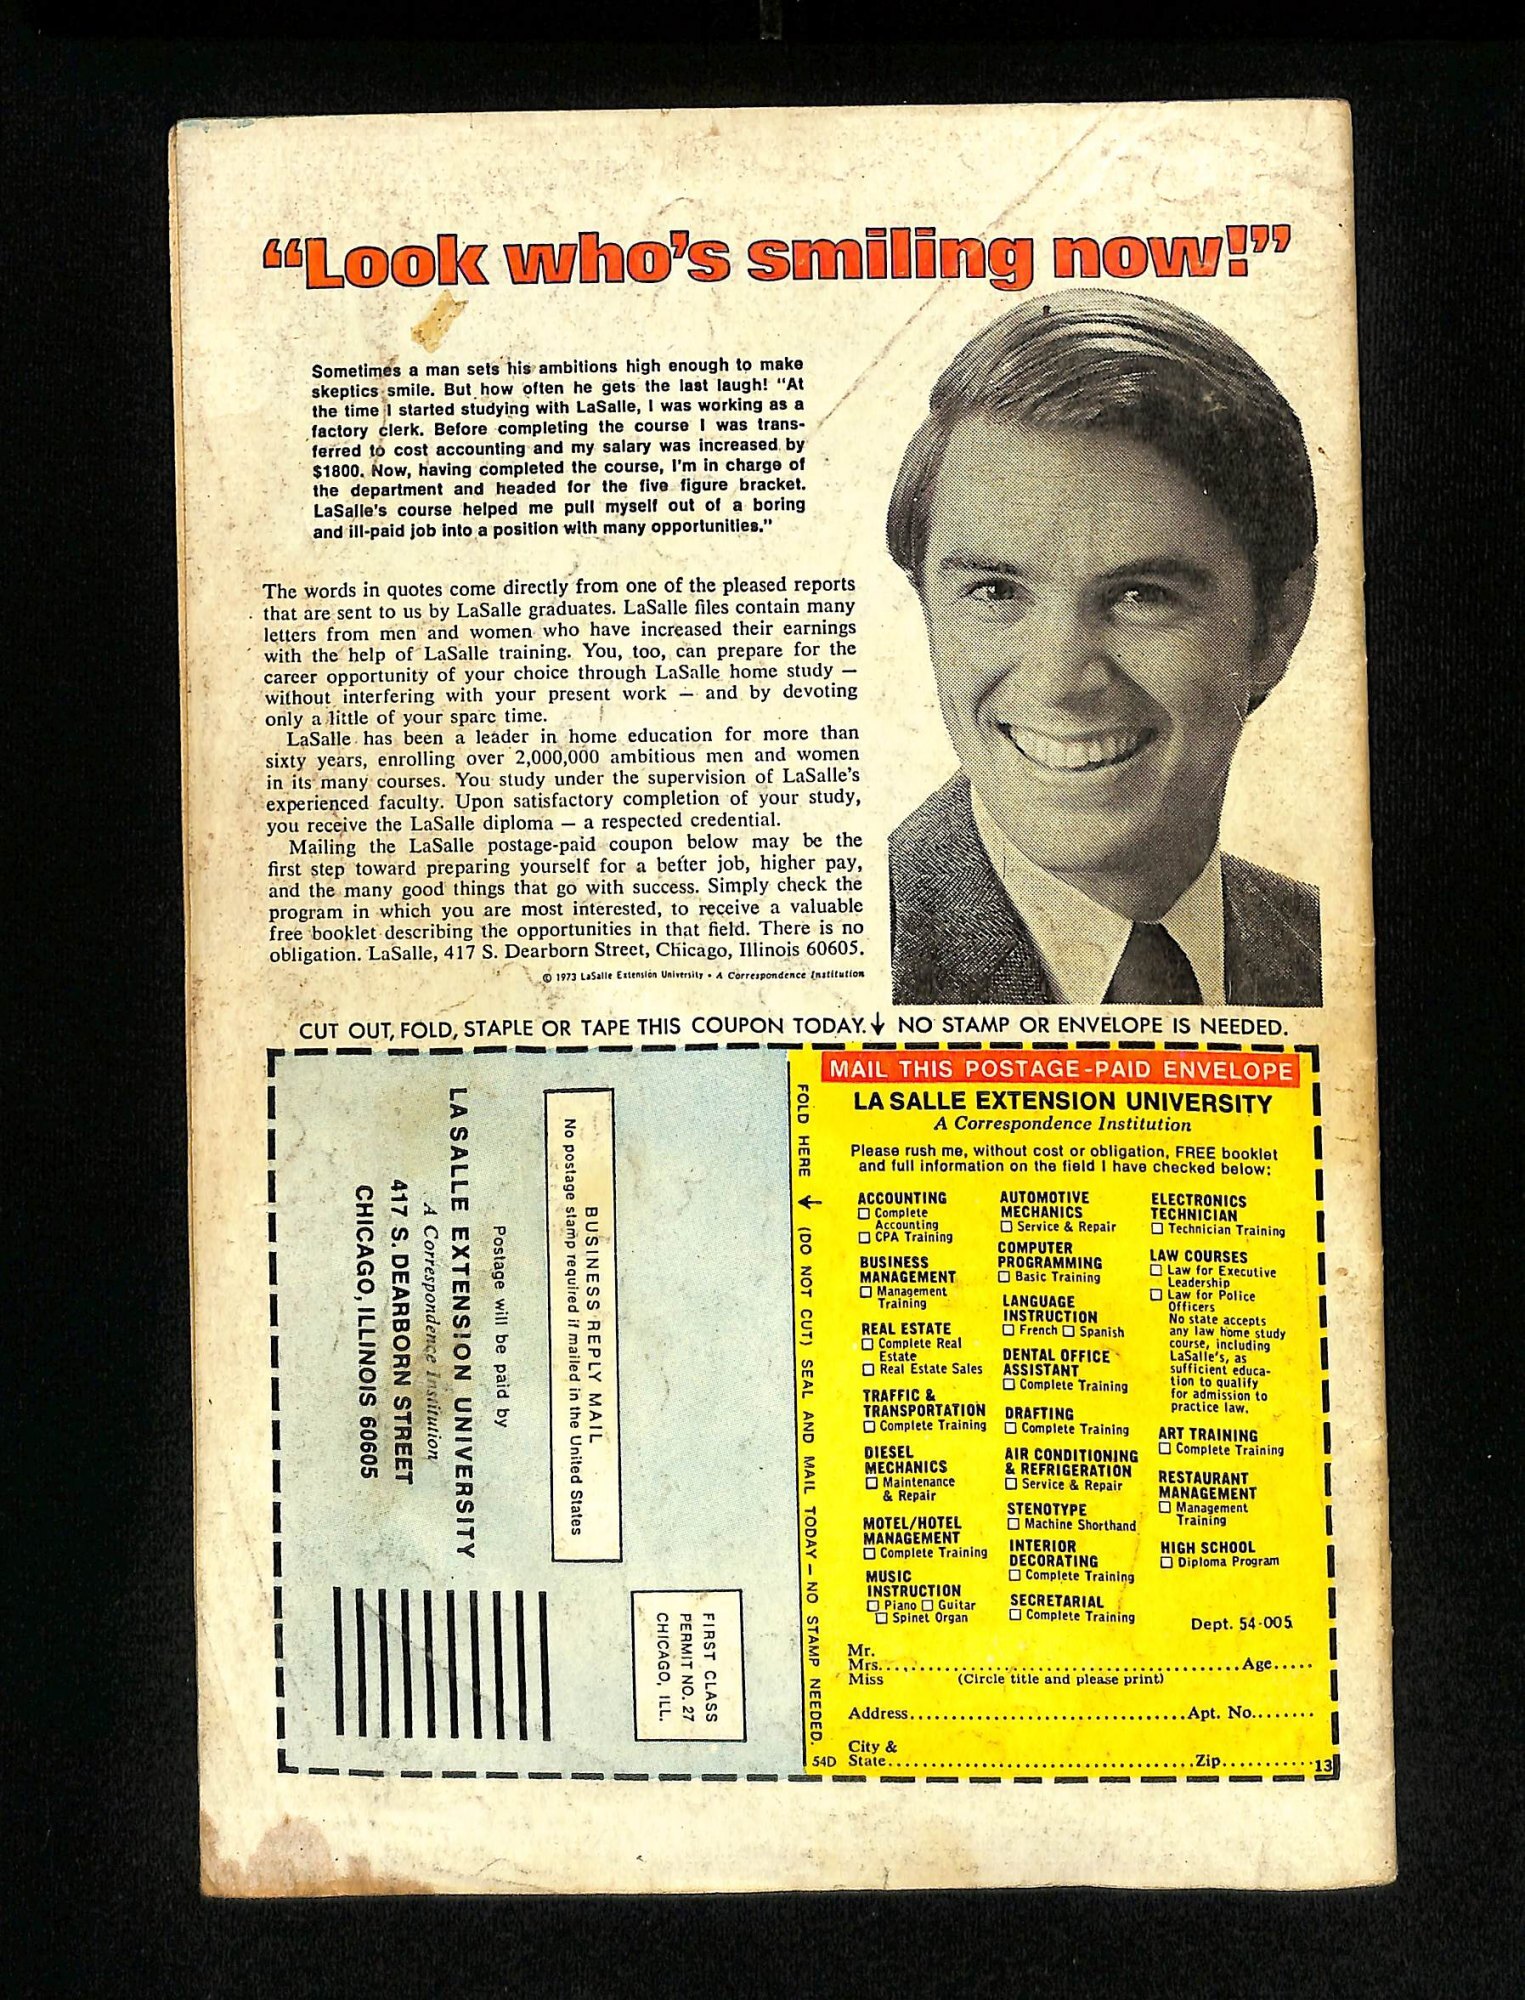 “Look who’s smiling now!”
Sometimes a man sets his ambitions high enough to make
skeptics smile. But how often he gets the last laugh! “At
the time I started studying with LaSalle, I was working as a
factory clerk. Before completing the course I was trans-
ferred to cost accounting and my salary was increased by
$1800. Now, having completed the course, I’m in charge of
the department and headed for the five figure bracket.
LaSalle’s course helped me pull myself out of a boring
and ill-paid job into a position with many opportunities.”
The words in quotes come directly from one of the pleased reports
that are sent to us by LaSalle graduates. LaSalle files contain many
letters from men and women who have increased their earnings
with the help of LaSalle training. You, too, can prepare for the
career opportunity of your choice through LaSalle home study —
without interfering with your present work — and by devoting
only a little of your spare time.
LaSalle has been a leader in home education for more than
sixty years, enrolling over 2,000,000 ambitious men and women
in its many courses. You study under the supervision of LaSalle’s
experienced faculty. Upon satisfactory completion of your study,
you receive the LaSalle diploma — a respected credential.
Mailing the LaSalle postage-paid coupon below may be the
first step toward preparing yourself for a better job, higher pay,
and the many good things that go with success. Simply check the
program in which you are most interested, to receive a valuable
free booklet describing the opportunities in that field. There is no
obligation. LaSalle, 417 S. Dearborn Street, Chicago, Illinois 60605.
© 1973 LaSalle Extension University • A Correspondence Institution
CUT OUT, FOLD, STAPLE OR TAPE THIS COUPON TODAY.↓ NO STAMP OR ENVELOPE IS NEEDED.
FIRST CLASS
PERMIT NO. 27
CHICAGO, ILL.
BUSINESS REPLY MAIL
No postage stamp required if mailed in the United States
Postage will be paid by
LA SALLE EXTENSION UNIVERSITY
A Correspondence Institution
417 S. DEARBORN STREET
CHICAGO, ILLINOIS 60605
FOLD HERE ↓ (DO NOT CUT) SEAL AND MAIL TODAY — NO STAMP NEEDED.
MAIL THIS POSTAGE-PAID ENVELOPE
LA SALLE EXTENSION UNIVERSITY
A Correspondence Institution
Please rush me, without cost or obligation, FREE booklet
and full information on the field I have checked below:
ACCOUNTING
☐ Complete
Accounting
☐ CPA Training
BUSINESS
MANAGEMENT
☐ Management
Training
REAL ESTATE
☐ Complete Real
Estate
☐ Real Estate Sales
TRAFFIC &
TRANSPORTATION
☐ Complete Training
DIESEL
MECHANICS
☐ Maintenance
& Repair
MOTEL/HOTEL
MANAGEMENT
☐ Complete Training
MUSIC
INSTRUCTION
☐ Piano ☐ Guitar
☐ Spinet Organ
AUTOMOTIVE
MECHANICS
☐ Service & Repair
COMPUTER
PROGRAMMING
☐ Basic Training
LANGUAGE
INSTRUCTION
☐ French ☐ Spanish
DENTAL OFFICE
ASSISTANT
☐ Complete Training
DRAFTING
☐ Complete Training
AIR CONDITIONING
& REFRIGERATION
☐ Service & Repair
STENOTYPE
☐ Machine Shorthand
INTERIOR
DECORATING
☐ Complete Training
SECRETARIAL
☐ Complete Training
ELECTRONICS
TECHNICIAN
☐ Technician Training
LAW COURSES
☐ Law for Executive
Leadership
☐ Law for Police
Officers
No state accepts
any law home study
course, including
LaSalle’s, as
sufficient educa-
tion to qualify
for admission to
practice law.
ART TRAINING
☐ Complete Training
RESTAURANT
MANAGEMENT
☐ Management
Training
HIGH SCHOOL
☐ Diploma Program
Dept. 54-005
Mr.
Mrs. Age
Miss (Circle title and please print)
Address Apt. No.
City &
54D State Zip 13